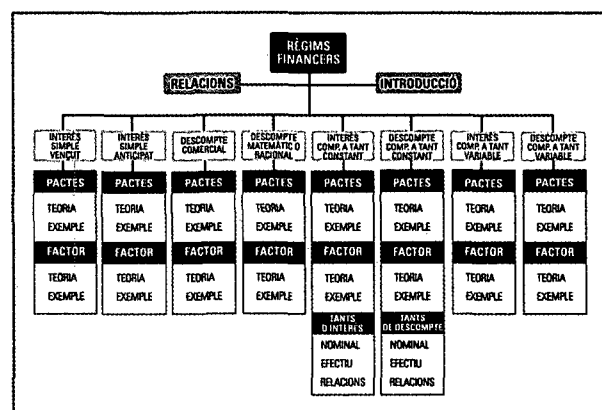 RÈGIMS
FINANCERS
RELACIONS
INTRODUCCIÓ
INTERÈS
SIMPLE
VENÇUT
INTERÈS
SIMPLE
ANTICIPAT
DESCOMPTE
COMERCIAL
DESCOMPTE
MATEMÀTIC O
RACIONAL
INTERÈS
COMP. A TANT
CONSTANT
DESCOMPTE
COMP. A TANT
CONSTANT
INTERÈS
COMP. A TANT
VARIABLE
DESCOMPTE
COMP. A TANT
VARIABLE
PACTES
TEORIA
EXEMPLE
FACTOR
TEORIA
EXEMPLE
PACTES
TEORIA
EXEMPLE
FACTOR
TEORIA
EXEMPLE
PACTES
TEORIA
EXEMPLE
FACTOR
TEORIA
EXEMPLE
PACTES
TEORIA
EXEMPLE
FACTOR
TEORIA
EXEMPLE
PACTES
TEORIA
EXEMPLE
FACTOR
TEORIA
EXEMPLE
TANTS
D'INTERÈS
NOMINAL
EFECTIU
RELACIONS
PACTES
TEORIA
EXEMPLE
FACTOR
TEORIA
EXEMPLE
TANTS
DE DESCOMPTE
NOMINAL
EFECTIU
RELACIONS
PACTES
TEORIA
EXEMPLE
FACTOR
TEORIA
EXEMPLE
PACTES
TEORIA
EXEMPLE
FACTOR
TEORIA
EXEMPLE